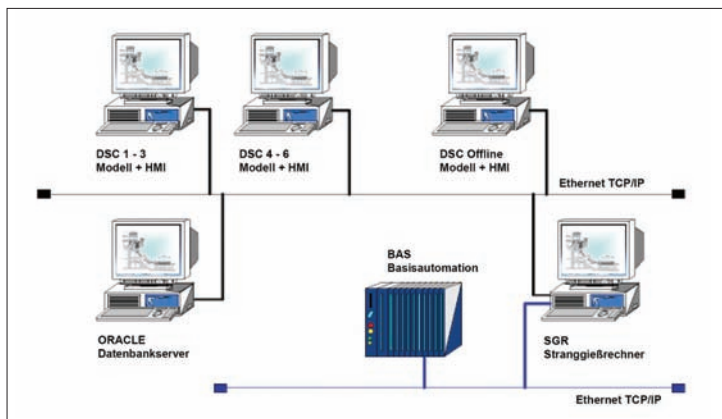 DSC 1 - 3
Modell + HMI
DSC 4 - 6
Modell + HMI
DSC Offline
Modell + HMI
Ethernet TCP/IP
ORACLE
Datenbankserver
BAS
Basisautomation
SGR
Stranggießrechner
Ethernet TCP/IP